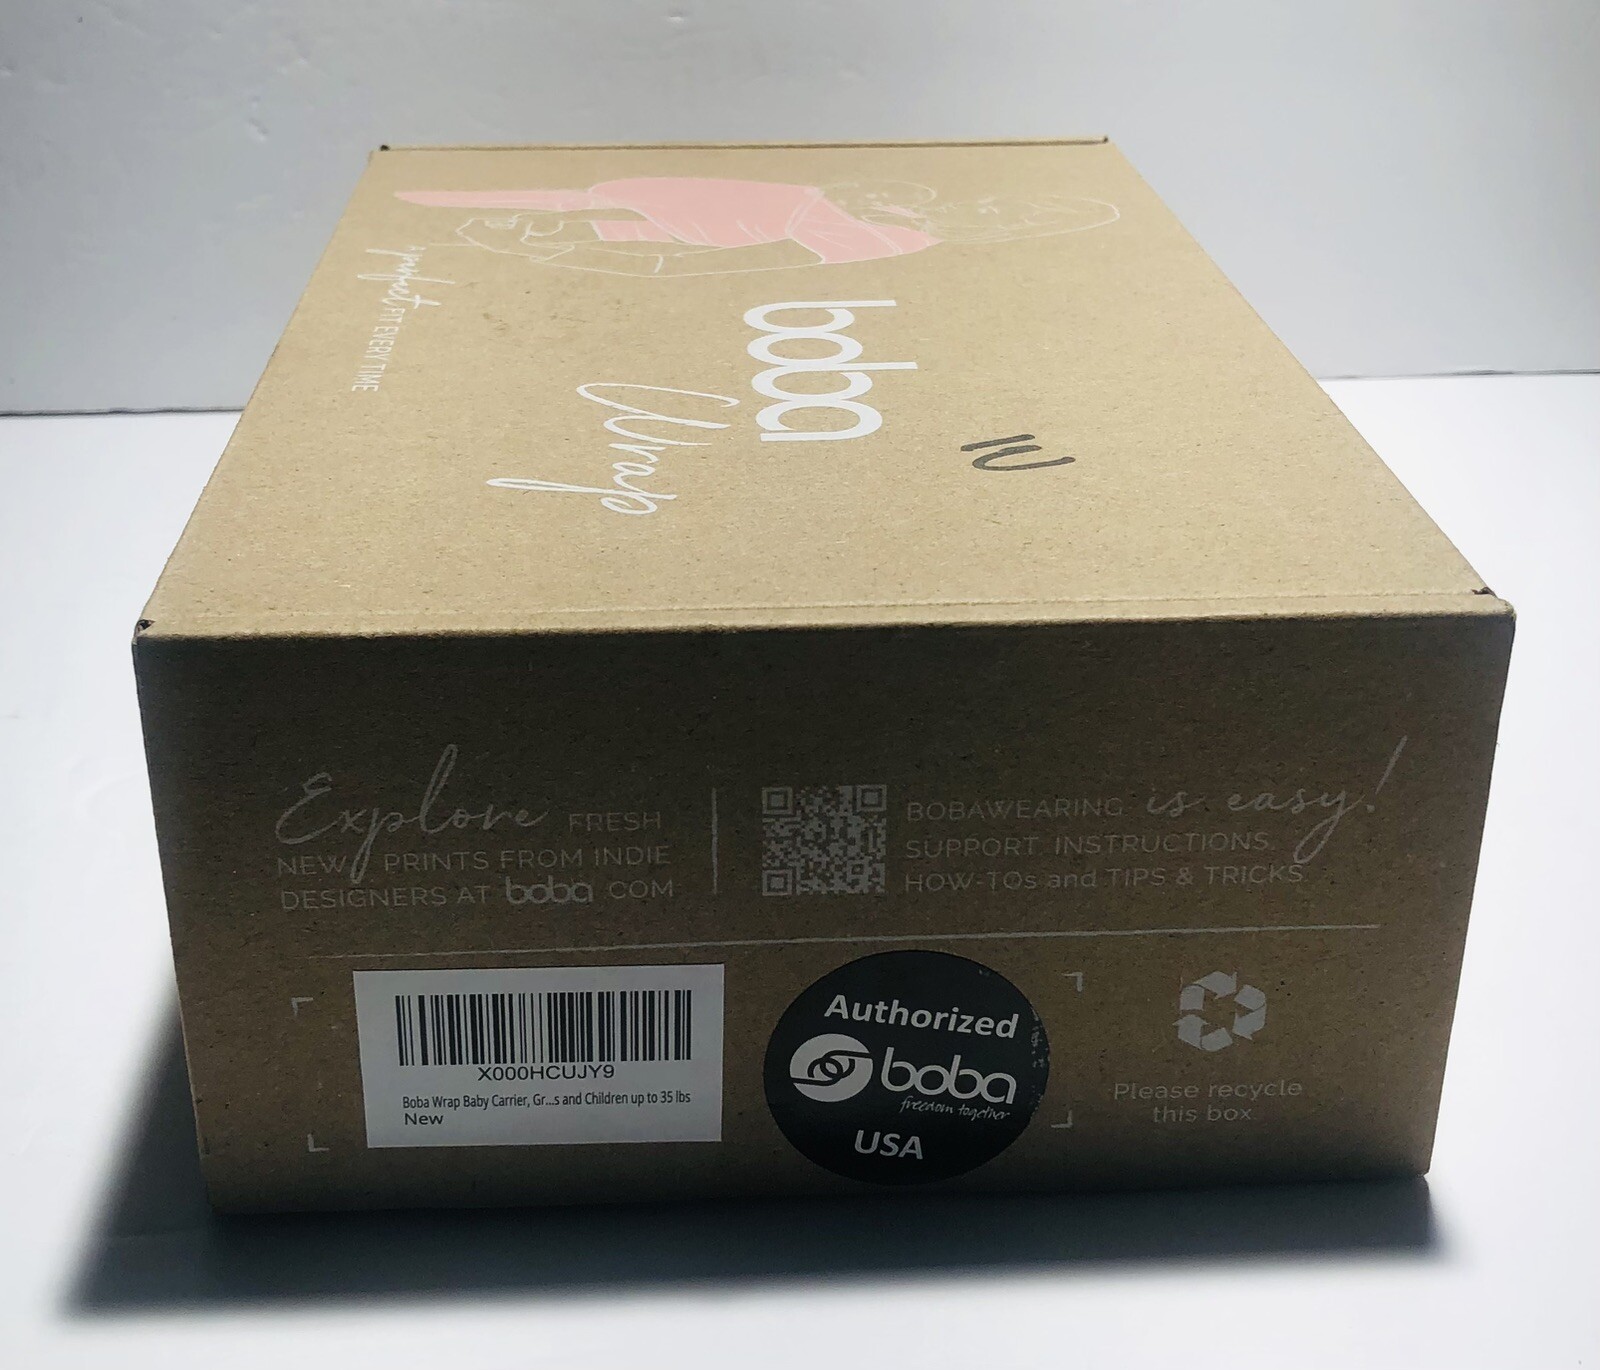 a perfect FIT EVERY TIME
boba
Wrap
Explore FRESH
NEW PRINTS FROM INDIE
DESIGNERS AT boba COM
BOBAWEARING is easy!
SUPPORT, INSTRUCTIONS,
HOW-TOs and TIPS & TRICKS.
X000HCUJY9
Boba Wrap Baby Carrier, Gr...s and Children up to 35 lbs
New
Authorized
boba
freedom together
USA
Please recycle
this box